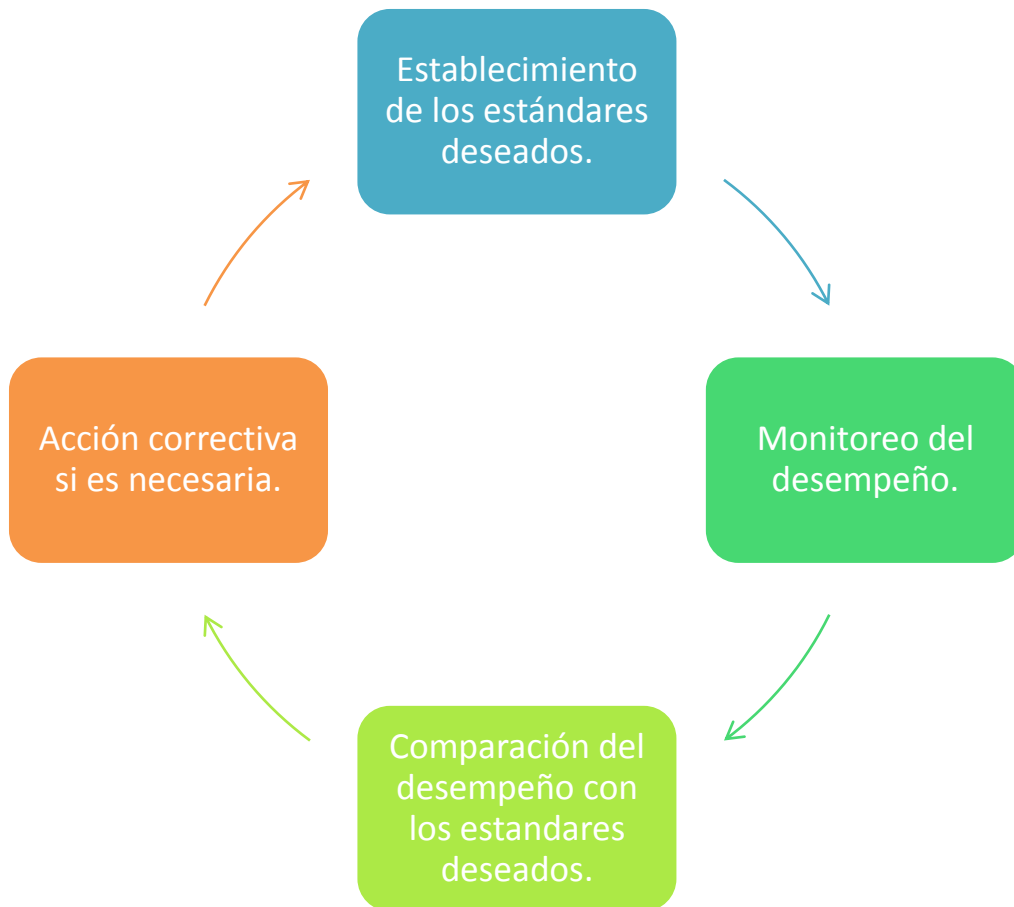 Establecimiento
de los estándares
deseados.
Monitoreo del
desempeño.
Comparación del
desempeño con
los estandares
deseados.
Acción correctiva
si es necesaria.